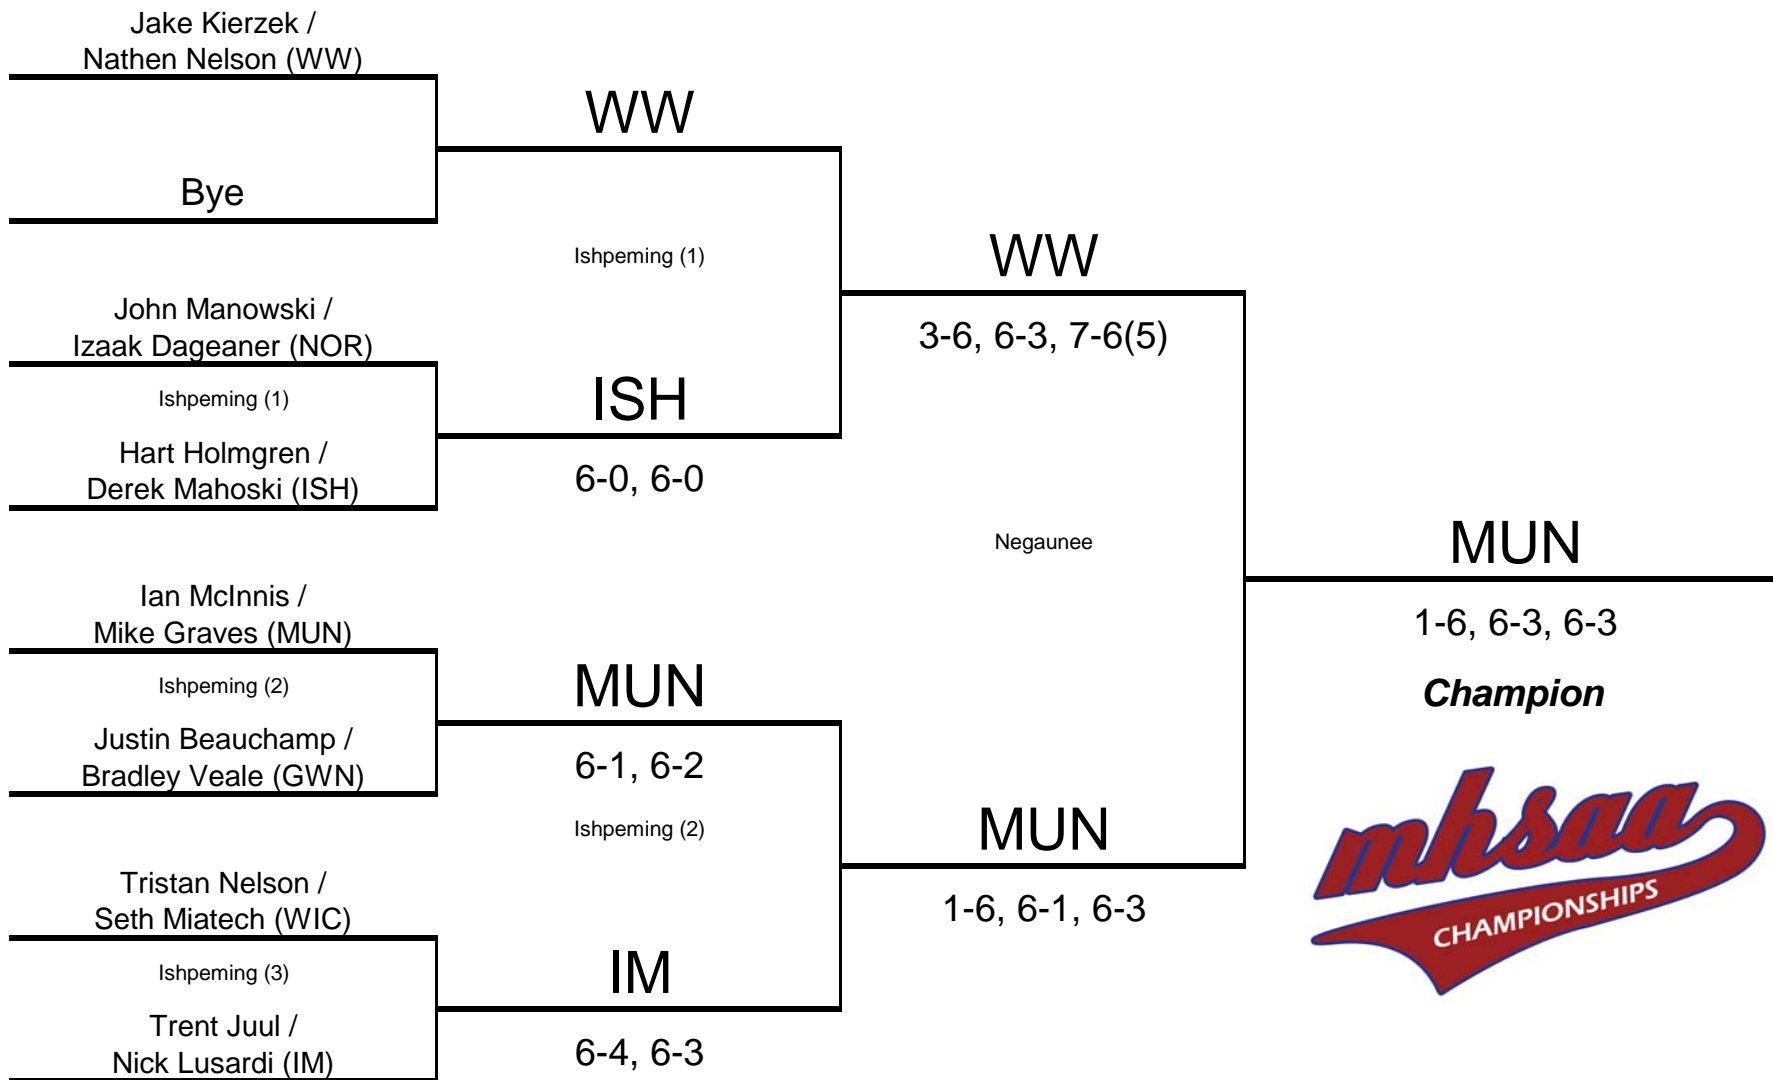 Jake Kierzek /
Nathen Nelson (WW)
WW
Bye
Ishpeming (1)
WW
John Manowski /
Izaak Dageaner (NOR)
3-6, 6-3, 7-6(5)
Ishpeming (1)
ISH
Hart Holmgren /
Derek Mahoski (ISH)
6-0, 6-0
Negaunee
MUN
Ian McInnis /
Mike Graves (MUN)
1-6, 6-3, 6-3
Ishpeming (2)
MUN
Champion
Justin Beauchamp /
Bradley Veale (GWN)
6-1, 6-2
Ishpeming (2)
MUN
mhsaa
CHAMPIONSHIPS
Tristan Nelson /
Seth Miatech (WIC)
1-6, 6-1, 6-3
Ishpeming (3)
IM
Trent Juul /
Nick Lusardi (IM)
6-4, 6-3